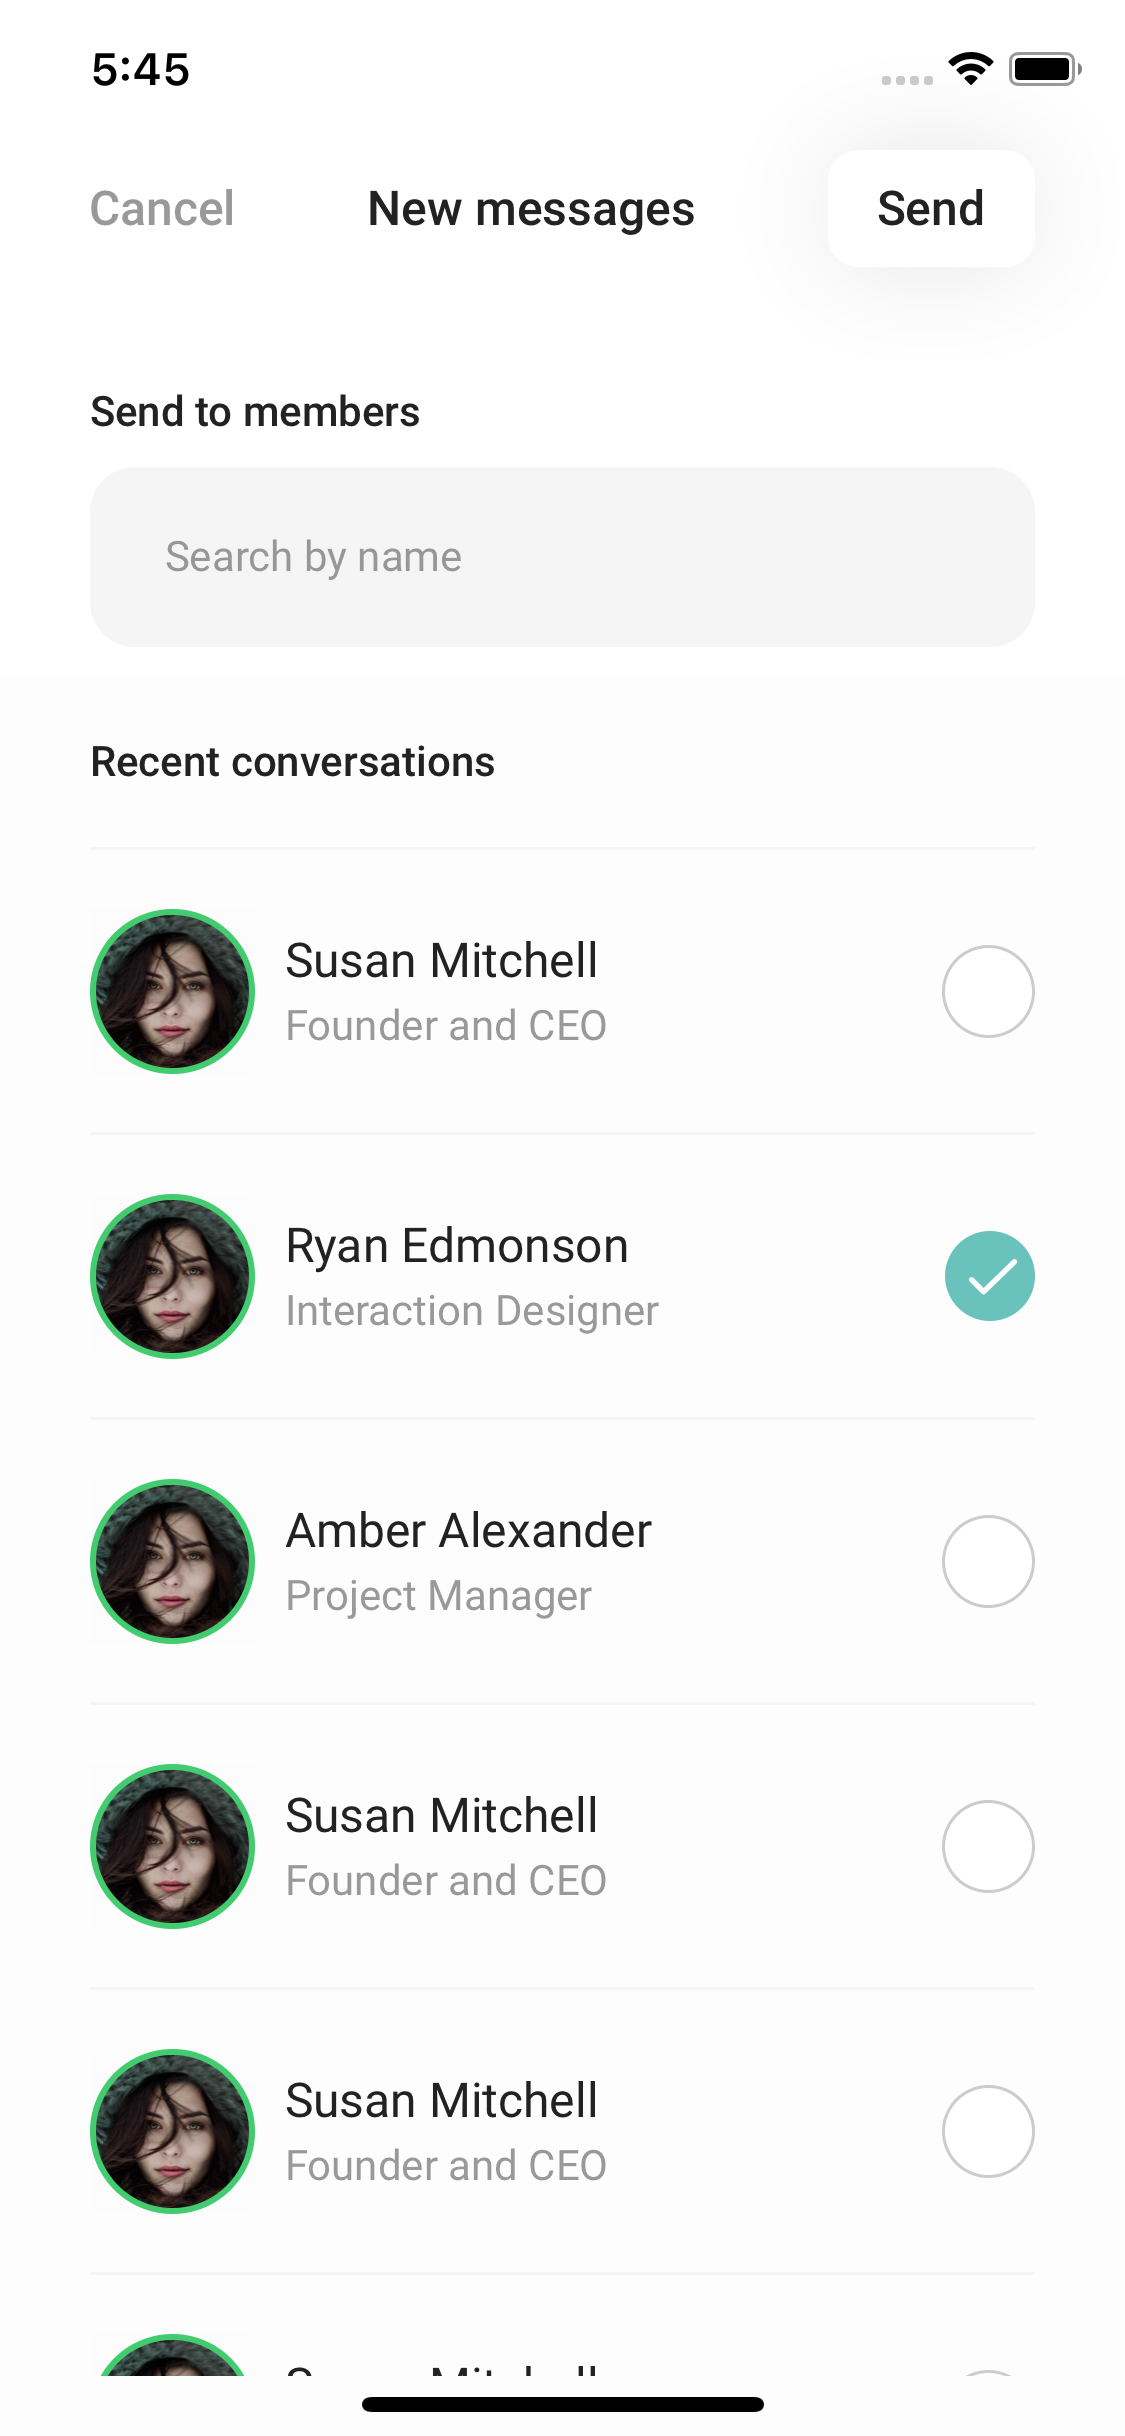 5:45
Cancel New messages Send
Send to members
Search by name
Recent conversations
Susan Mitchell
Founder and CEO
Ryan Edmonson
Interaction Designer
Amber Alexander
Project Manager
Susan Mitchell
Founder and CEO
Susan Mitchell
Founder and CEO